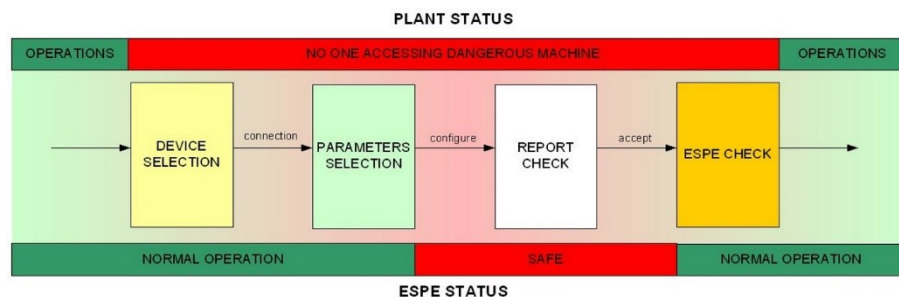 PLANT STATUS
OPERATIONS NO ONE ACCESSING DANGEROUS MACHINE OPERATIONS
DEVICE
SELECTION
connection
PARAMETERS
SELECTION
configure
REPORT
CHECK
accept
ESPE CHECK
NORMAL OPERATION SAFE NORMAL OPERATION
ESPE STATUS